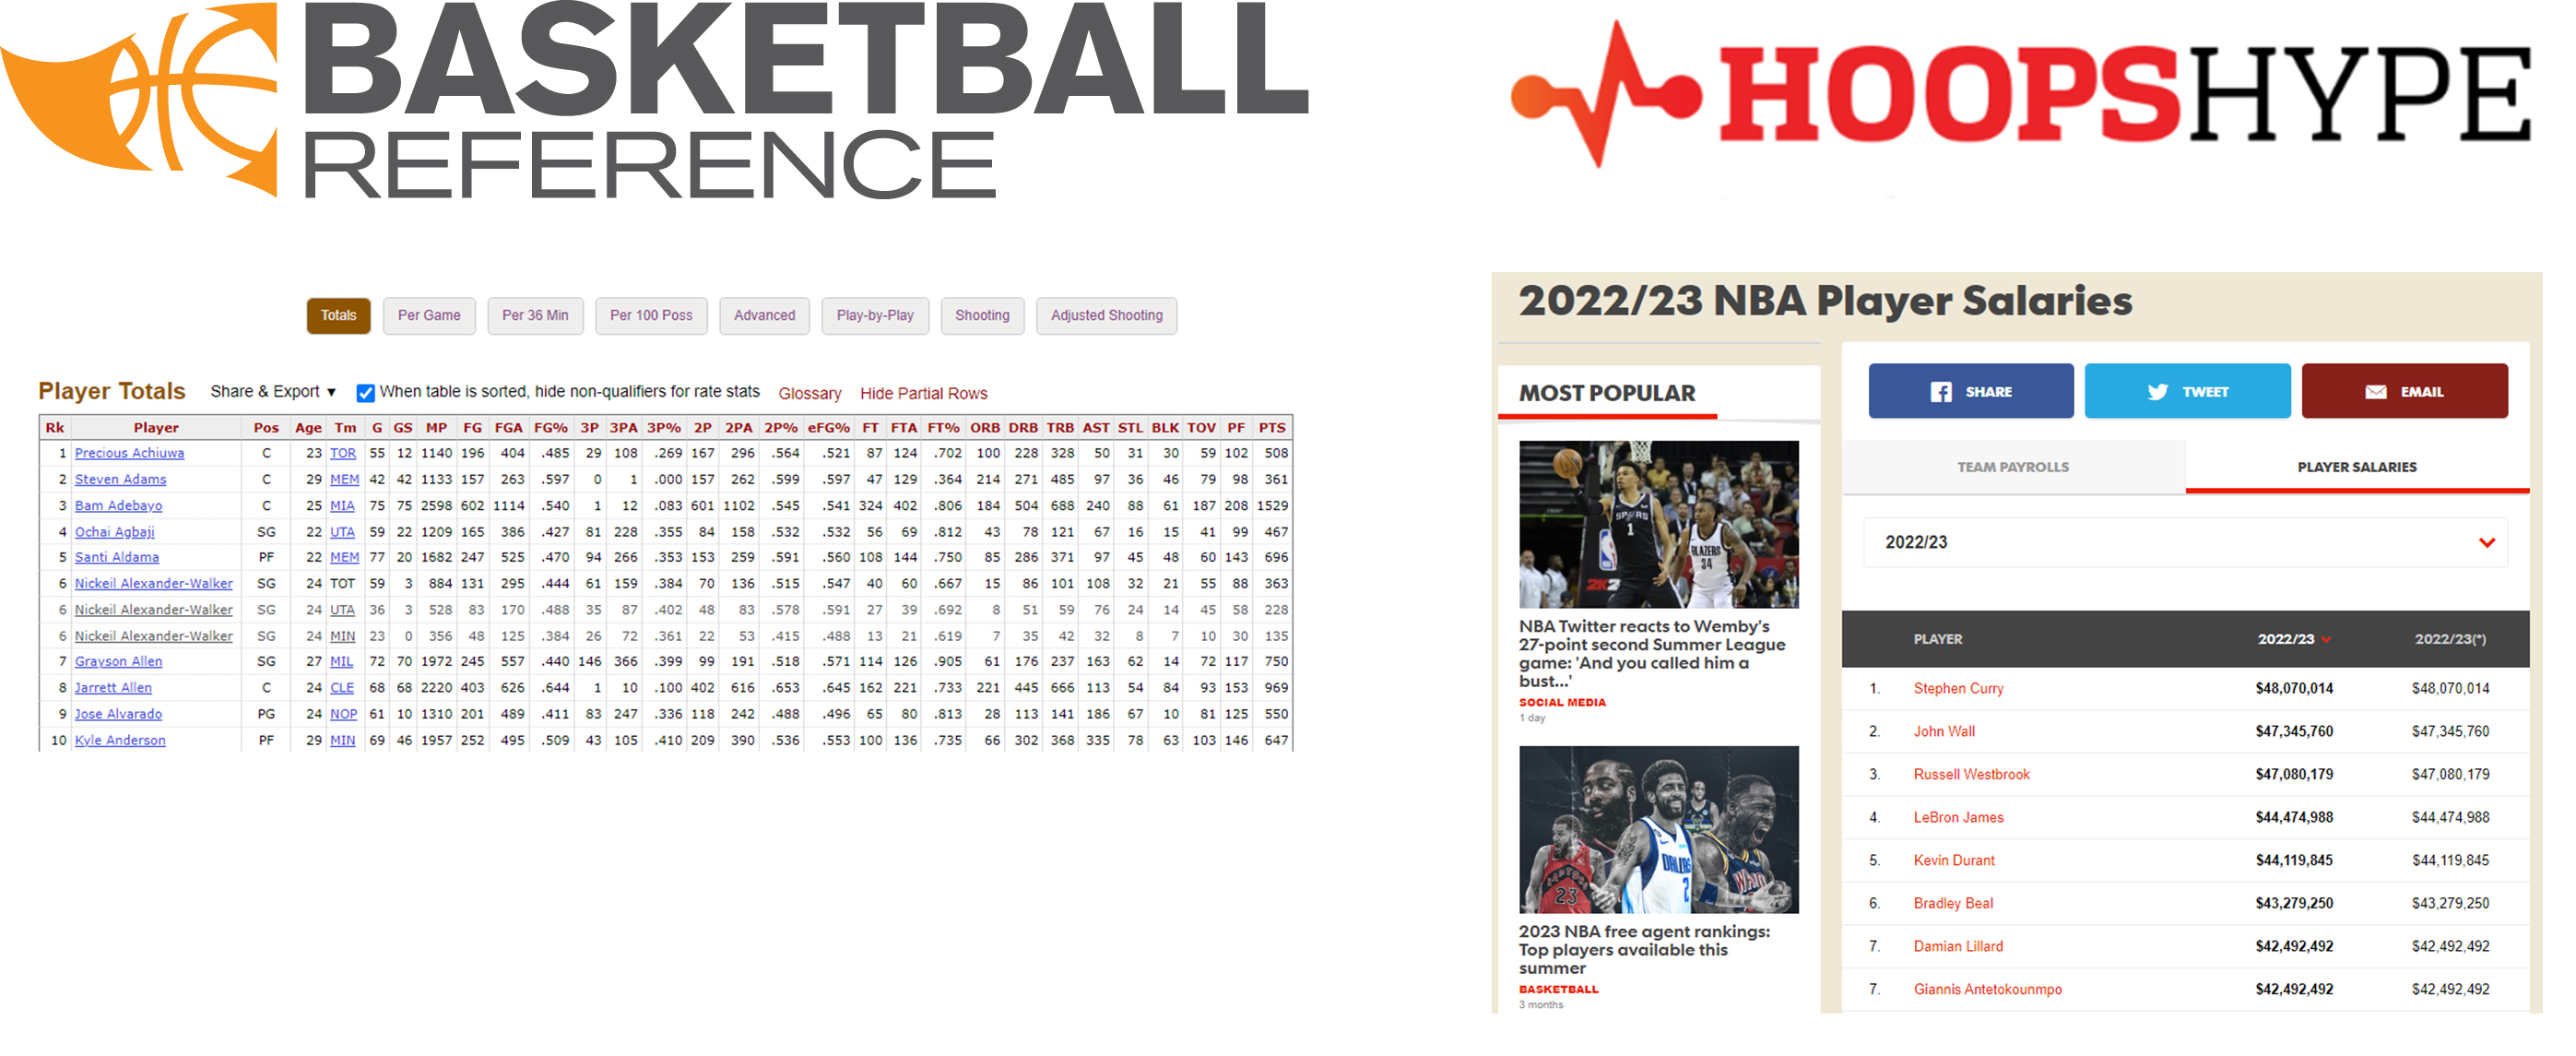 BASKETBALL
REFERENCE
Totals Per Game Per 36 Min Per 100 Poss Advanced Play-by-Play Shooting Adjusted Shooting
Player Totals Share & Export ▼ When table is sorted, hide non-qualifiers for rate stats Glossary Hide Partial Rows
Rk Player Pos Age Tm G GS MP FG FGA FG% 3P 3PA 3P% 2P 2PA 2P% eFG% FT FTA FT% ORB DRB TRB AST STL BLK TOV PF PTS
1 Precious Achiuwa C 23 TOR 55 12 1140 196 404 .485 29 108 .269 167 296 .564 .521 87 124 .702 100 228 328 50 31 30 59 102 508
2 Steven Adams C 29 MEM 42 42 1133 157 263 .597 0 1 .000 157 262 .599 .597 47 129 .364 214 271 485 97 36 46 79 98 361
3 Bam Adebayo C 25 MIA 75 75 2598 602 1114 .540 1 12 .083 601 1102 .545 .541 324 402 .806 184 504 688 240 88 61 187 208 1529
4 Ochai Agbaji SG 22 UTA 59 22 1209 165 386 .427 81 228 .355 84 158 .532 .532 56 69 .812 43 78 121 67 16 15 41 99 467
5 Santi Aldama PF 22 MEM 77 20 1682 247 525 .470 94 266 .353 153 259 .591 .560 108 144 .750 85 286 371 97 45 48 60 143 696
6 Nickeil Alexander-Walker SG 24 TOT 59 3 884 131 295 .444 61 159 .384 70 136 .515 .547 40 60 .667 15 86 101 108 32 21 55 88 363
6 Nickeil Alexander-Walker SG 24 UTA 36 3 528 83 170 .488 35 87 .402 48 83 .578 .591 27 39 .692 8 51 59 76 24 14 45 58 228
6 Nickeil Alexander-Walker SG 24 MIN 23 0 356 48 125 .384 26 72 .361 22 53 .415 .488 13 21 .619 7 35 42 32 8 7 10 30 135
7 Grayson Allen SG 27 MIL 72 70 1972 245 557 .440 146 366 .399 99 191 .518 .571 114 126 .905 61 176 237 163 62 14 72 117 750
8 Jarrett Allen C 24 CLE 68 68 2220 403 626 .644 1 10 .100 402 616 .653 .645 162 221 .733 221 445 666 113 54 84 93 153 969
9 Jose Alvarado PG 24 NOP 61 10 1310 201 489 .411 83 247 .336 118 242 .488 .496 65 80 .813 28 113 141 186 67 10 81 125 550
10 Kyle Anderson PF 29 MIN 69 46 1957 252 495 .509 43 105 .410 209 390 .536 .553 100 136 .735 66 302 368 335 78 63 103 146 647
HOOPSHYPE
2022/23 NBA Player Salaries
MOST POPULAR
SPURS
1
BLAZERS
34
2K2
NBA Twitter reacts to Wemby's
27-point second Summer League
game: 'And you called him a
bust...'
SOCIAL MEDIA
1 day
RAPTORS
23
DALLAS
2
2023 NBA free agent rankings:
Top players available this
summer
BASKETBALL
3 months
SHARE TWEET EMAIL
TEAM PAYROLLS PLAYER SALARIES
2022/23
PLAYER 2022/23 2022/23(*)
1. Stephen Curry $48,070,014 $48,070,014
2. John Wall $47,345,760 $47,345,760
3. Russell Westbrook $47,080,179 $47,080,179
4. LeBron James $44,474,988 $44,474,988
5. Kevin Durant $44,119,845 $44,119,845
6. Bradley Beal $43,279,250 $43,279,250
7. Damian Lillard $42,492,492 $42,492,492
7. Giannis Antetokounmpo $42,492,492 $42,492,492